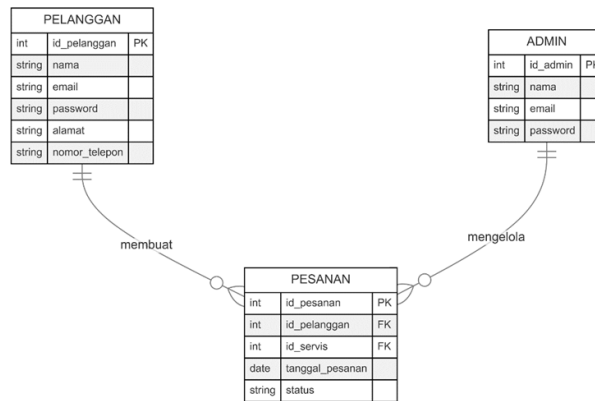 PELANGGAN
int id_pelanggan PK
string nama
string email
string password
string alamat
string nomor_telepon
ADMIN
int id_admin PK
string nama
string email
string password
membuat
mengelola
PESANAN
int id_pesanan PK
int id_pelanggan FK
int id_servis FK
date tanggal_pesanan
string status